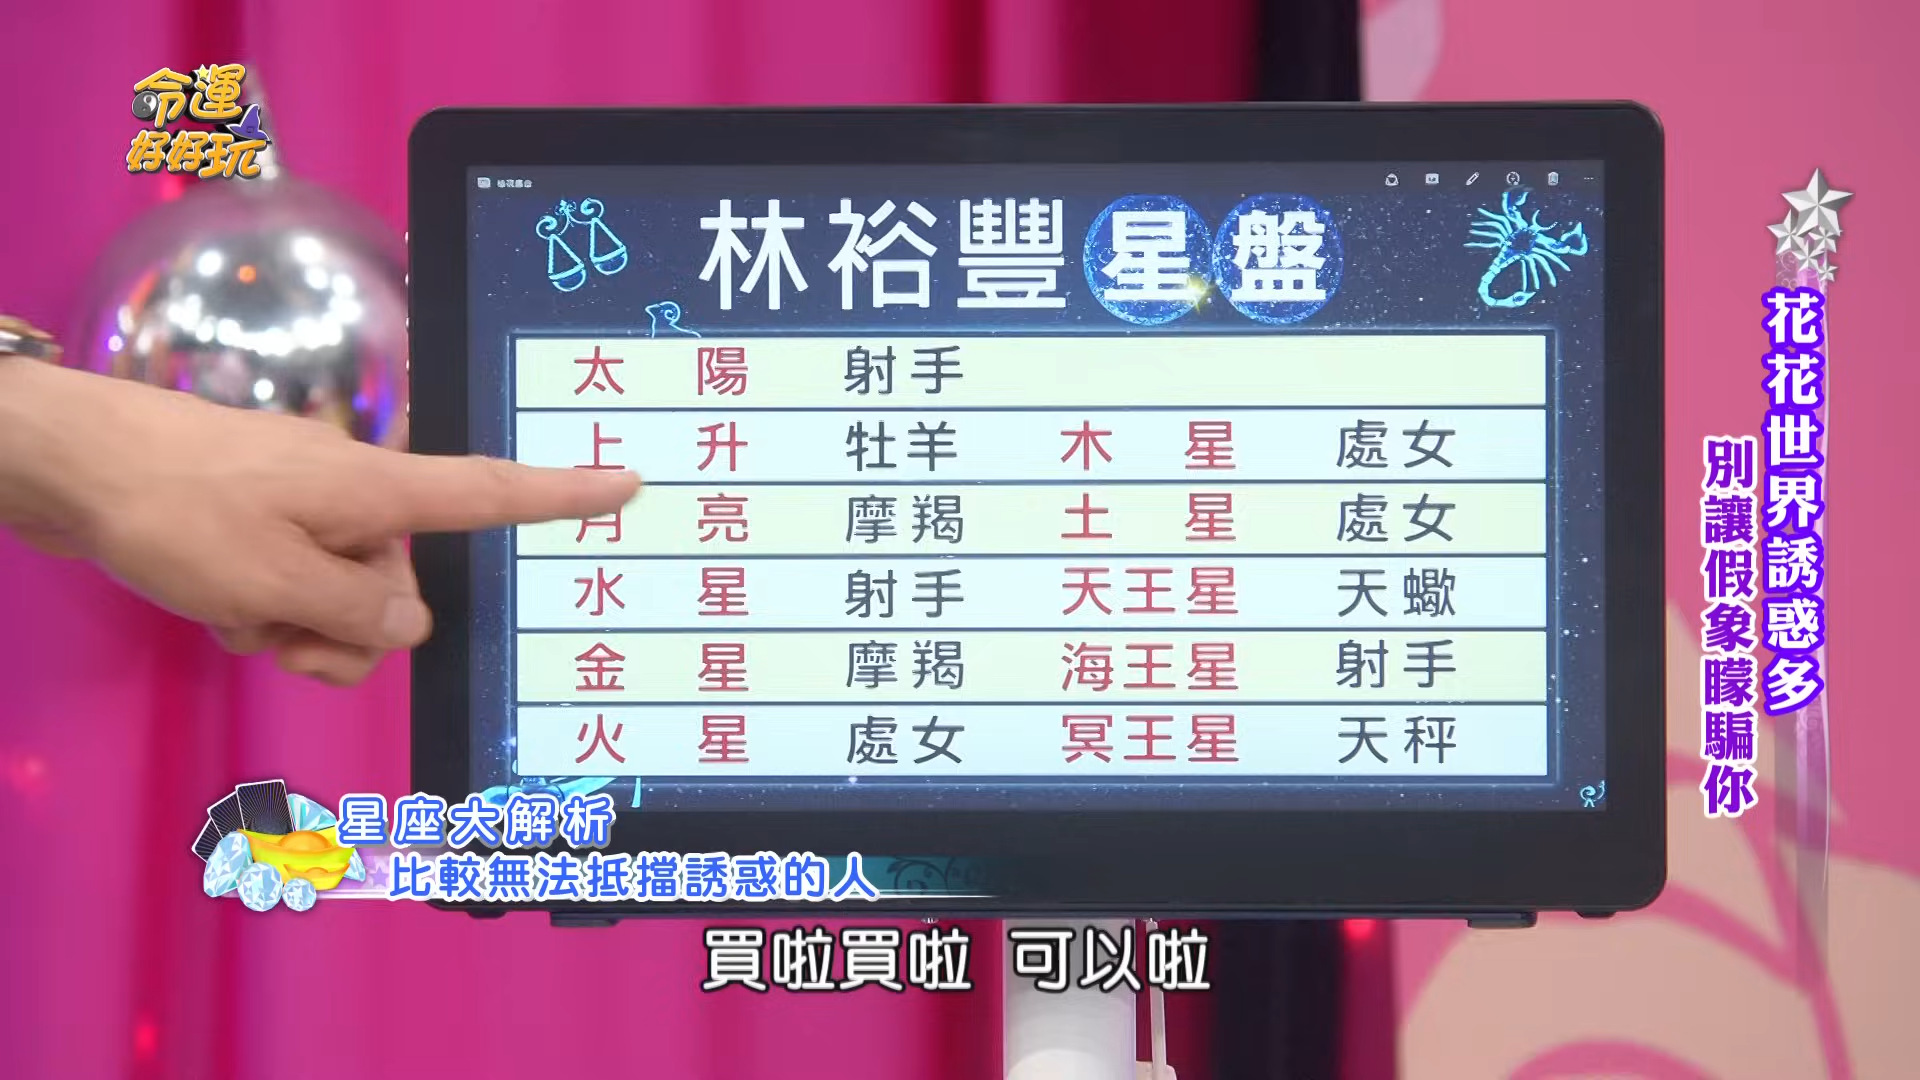 命運
好好玩
林裕豐星盤
太陽 射手
上升 牡羊 木星 處女
月亮 摩羯 土星 處女
水星 射手 天王星 天蠍
金星 摩羯 海王星 射手
火星 處女 冥王星 天秤
花花世界誘惑多
別讓假象矇騙你
星座大解析
比較無法抵擋誘惑的人
買啦買啦 可以啦